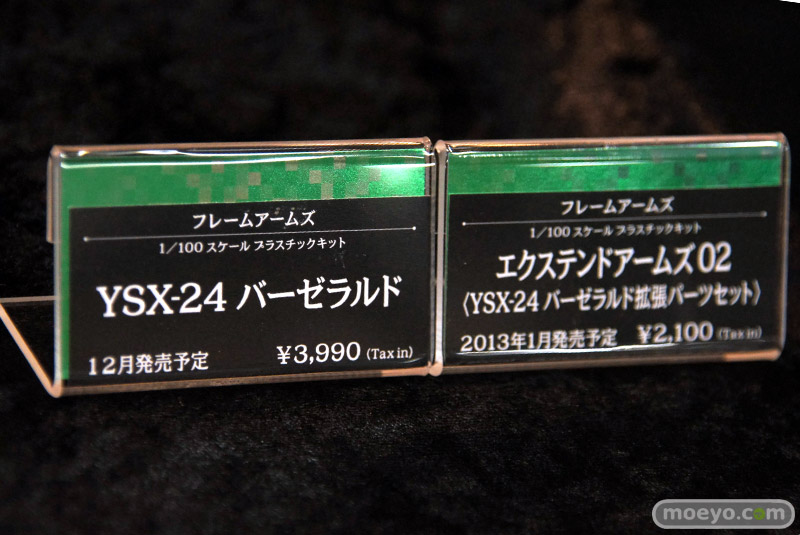 フレームアームズ
1/100 スケール プラスチックキット
YSX-24 バーゼラルド
12月発売予定 ¥3,990 (Tax in)
フレームアームズ
1/100 スケール プラスチックキット
エクステンドアームズ 02
〈YSX-24 バーゼラルド拡張パーツセット〉
2013年1月発売予定 ¥2,100 (Tax in)
moeyo.com